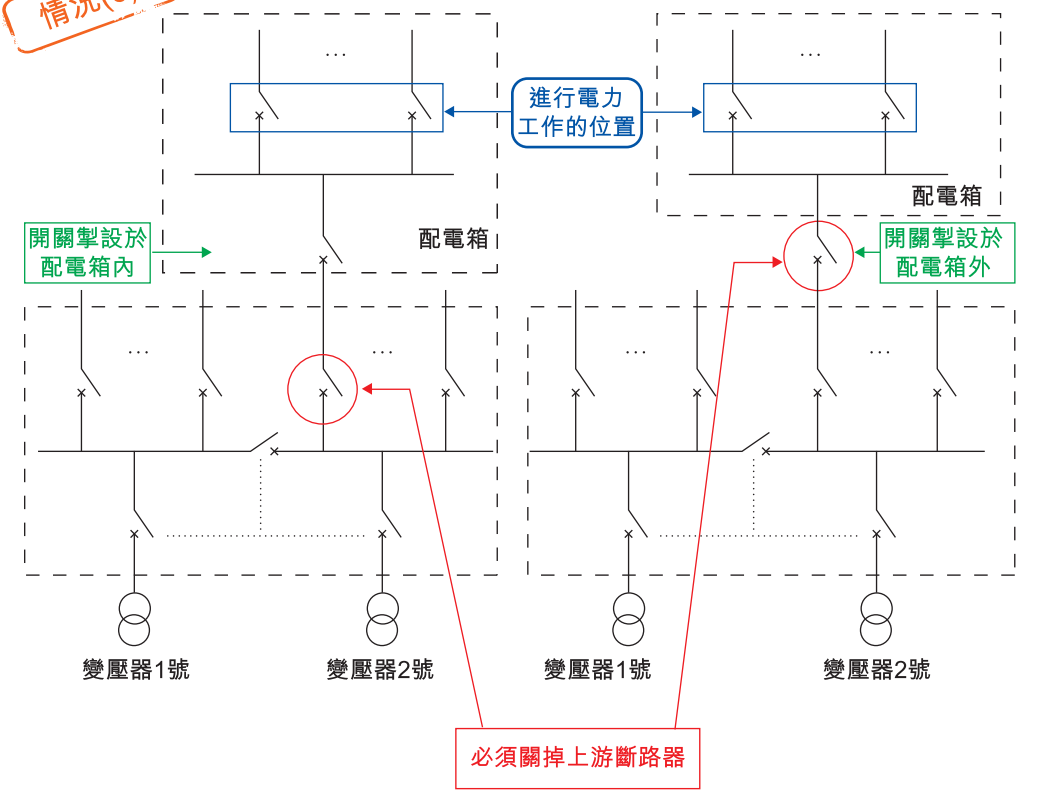 情況(
進行電力
工作的位置
配電箱
配電箱
開關掣設於
配電箱內
開關掣設於
配電箱外
...
...
...
...
...
...
變壓器1號
變壓器2號
變壓器1號
變壓器2號
必須關掉上游斷路器